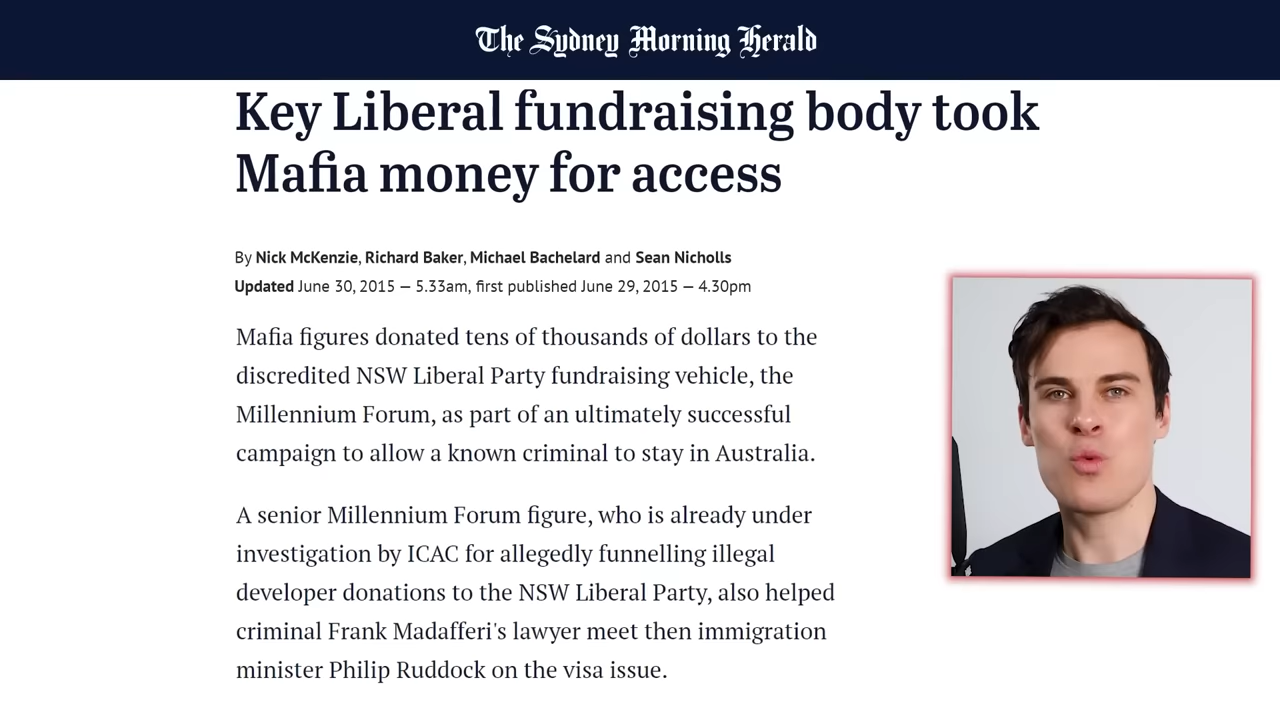 The Sydney Morning Herald
Key Liberal fundraising body took
Mafia money for access
By Nick McKenzie, Richard Baker, Michael Bachelard and Sean Nicholls
Updated June 30, 2015 — 5.33am, first published June 29, 2015 — 4.30pm
Mafia figures donated tens of thousands of dollars to the
discredited NSW Liberal Party fundraising vehicle, the
Millennium Forum, as part of an ultimately successful
campaign to allow a known criminal to stay in Australia.
A senior Millennium Forum figure, who is already under
investigation by ICAC for allegedly funnelling illegal
developer donations to the NSW Liberal Party, also helped
criminal Frank Madafferi's lawyer meet then immigration
minister Philip Ruddock on the visa issue.